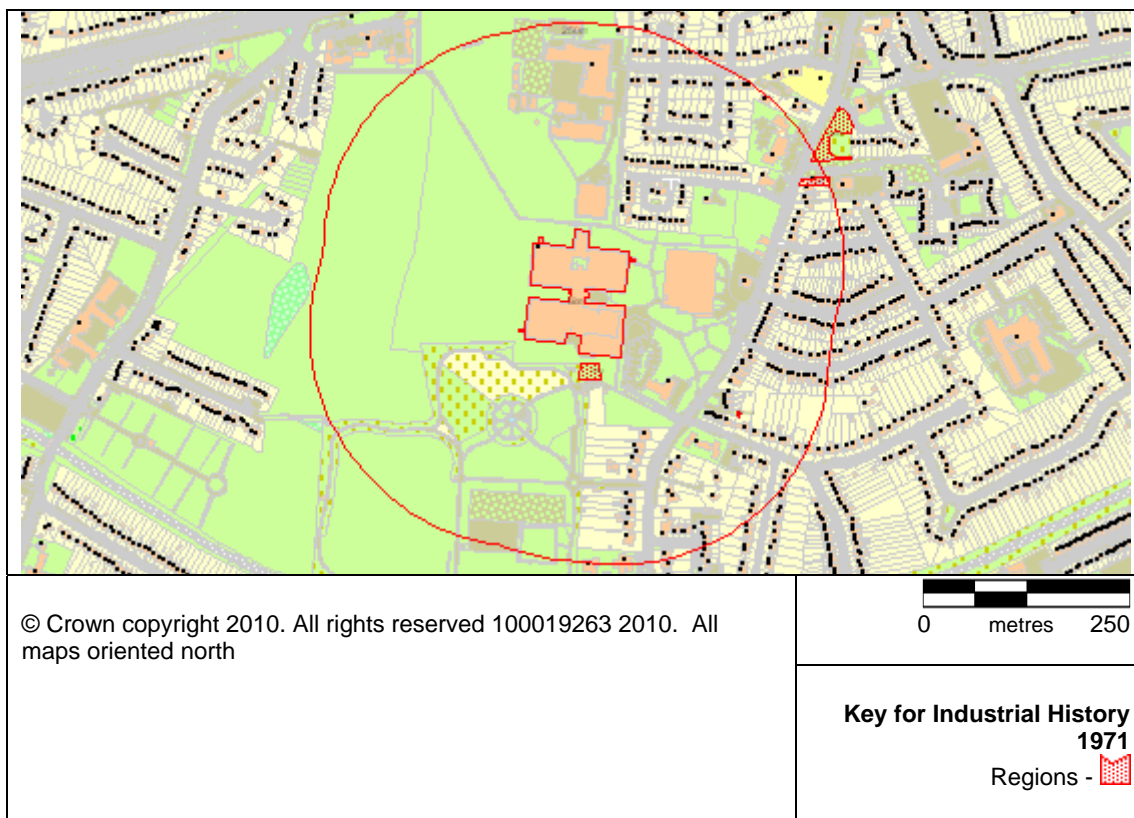 250m
© Crown copyright 2010. All rights reserved 100019263 2010.  All
maps oriented north
0 metres 250
Key for Industrial History
1971
Regions -